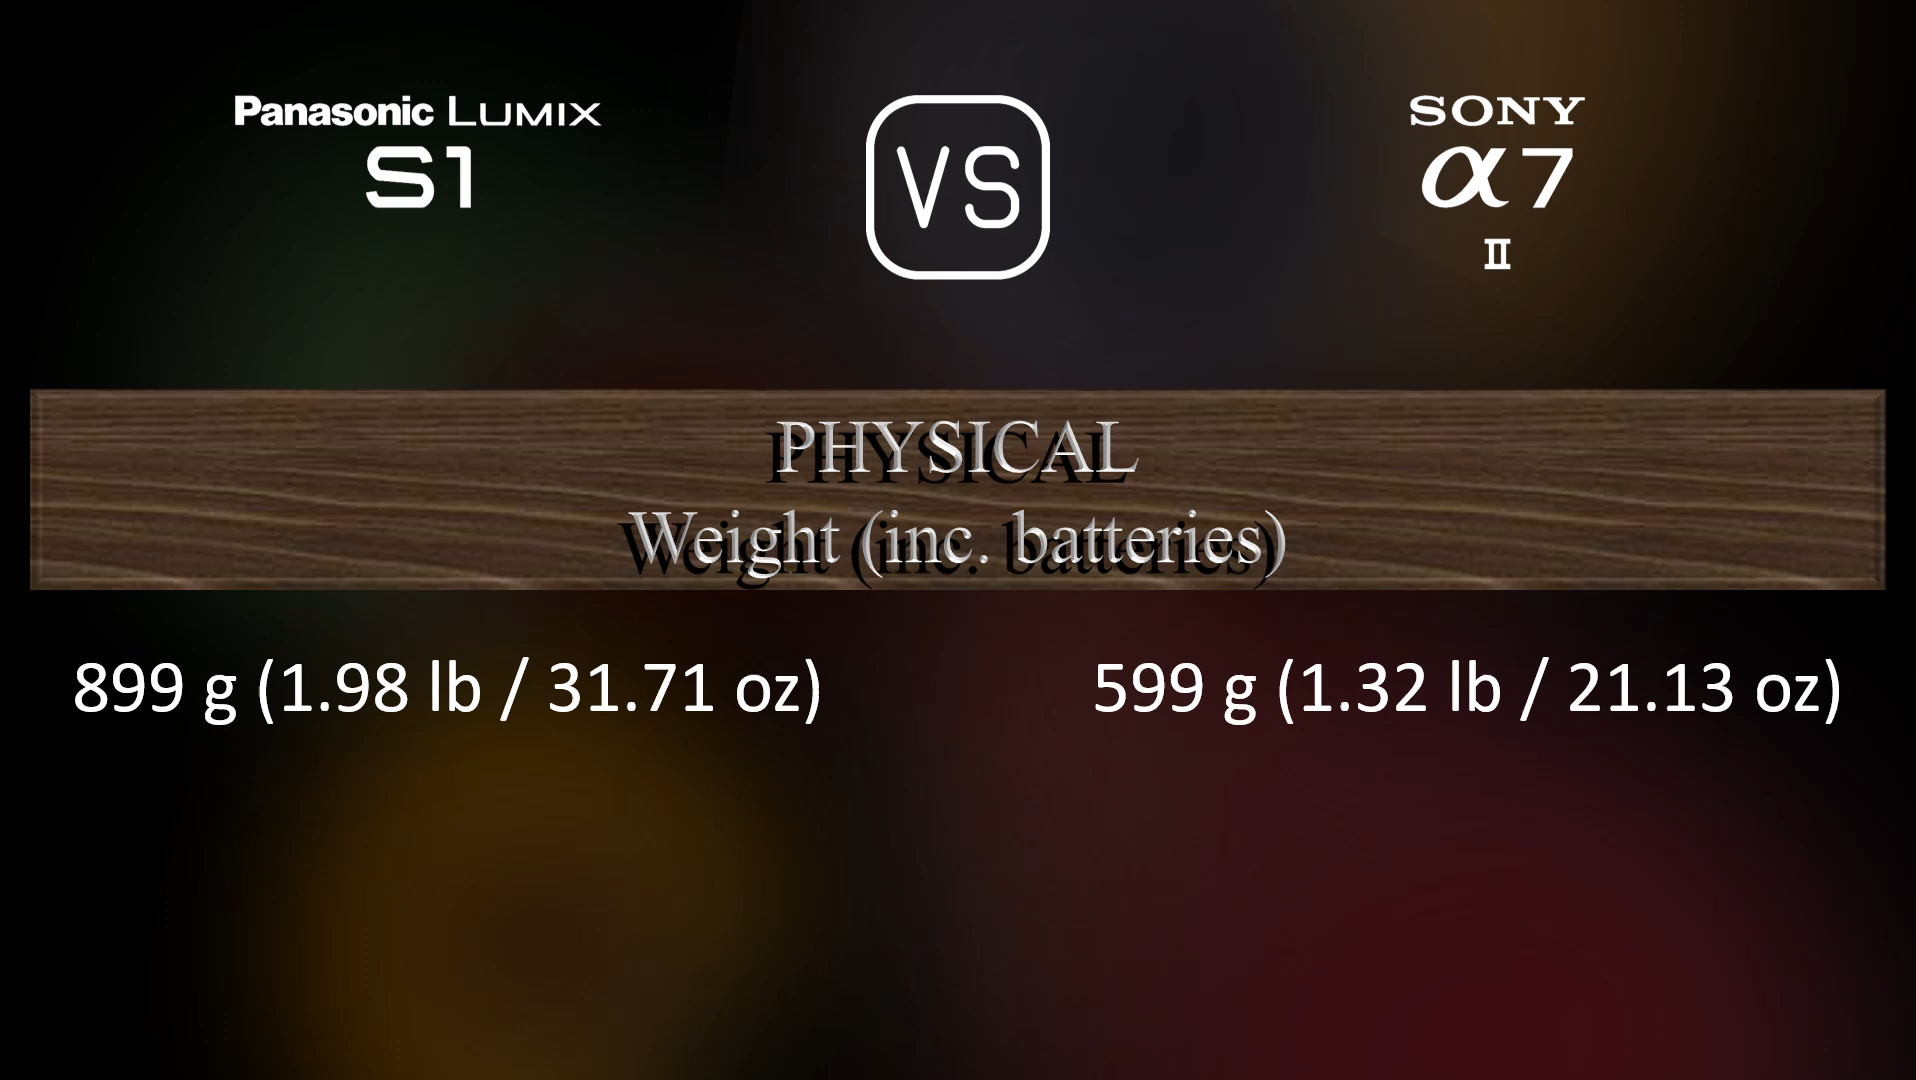 Panasonic LUMIX
S1
VS
SONY
α7
II
PHYSICAL
Weight (inc. batteries)
899 g (1.98 lb / 31.71 oz)
599 g (1.32 lb / 21.13 oz)